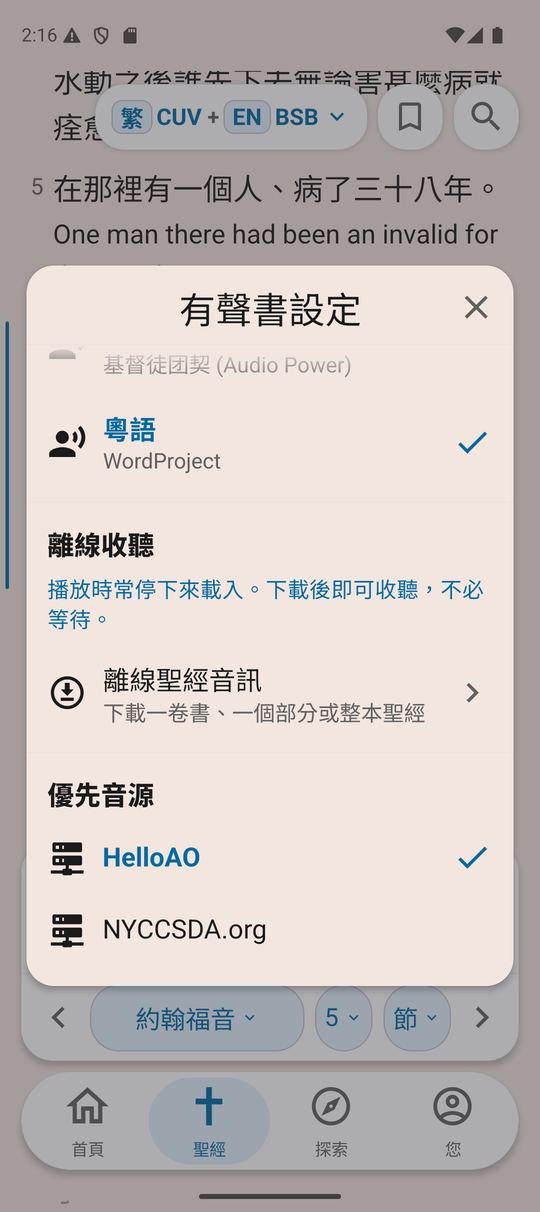 2:16
水動之後誰先下去無論害甚麼病就
痊愈
繁 CUV + EN BSB
5 在那裡有一個人、病了三十八年。
One man there had been an invalid for
有聲書設定
基督徒团契 (Audio Power)
粵語
WordProject
離線收聽
播放時常停下來載入。下載後即可收聽，不必
等待。
離線聖經音訊
下載一卷書、一個部分或整本聖經
優先音源
HelloAO
NYCCSDA.org
約翰福音 5 節
首頁 聖經 探索 您